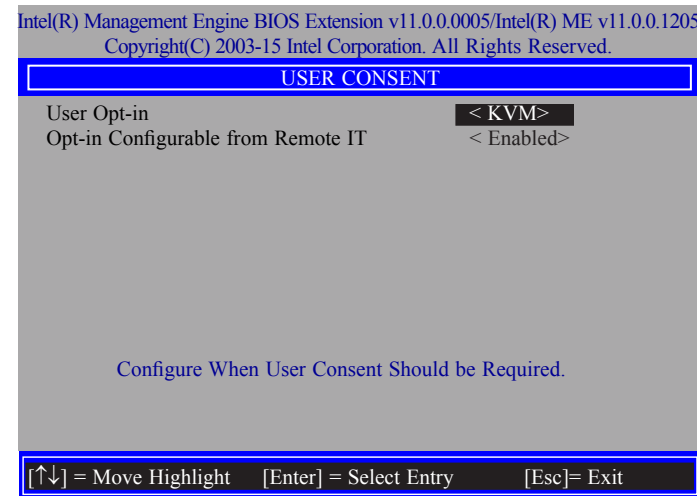 Intel(R) Management Engine BIOS Extension v11.0.0.0005/Intel(R) ME v11.0.0.1205
Copyright(C) 2003-15 Intel Corporation. All Rights Reserved.
USER CONSENT
User Opt-in < KVM>
Opt-in Configurable from Remote IT < Enabled>
Configure When User Consent Should be Required.
[↑↓] = Move Highlight [Enter] = Select Entry [Esc]= Exit